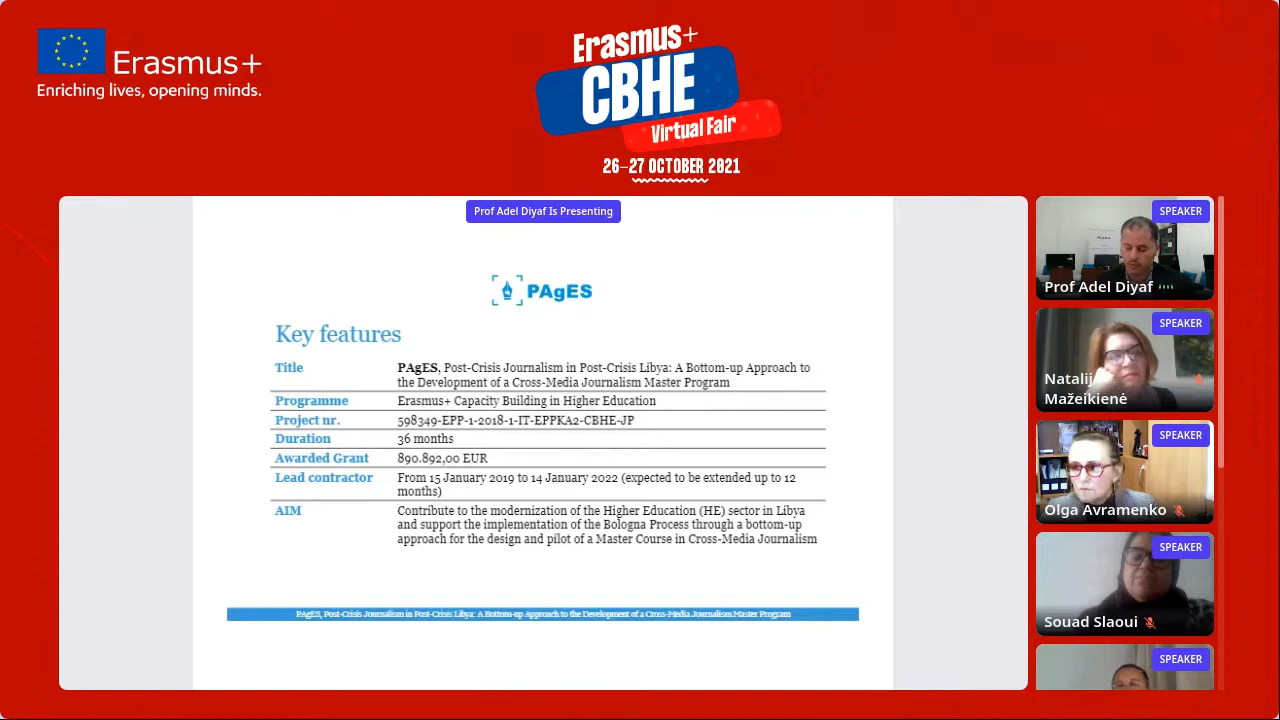 Erasmus+
Enriching lives, opening minds.
Erasmus+
CBHE
Virtual Fair
26–27 OCTOBER 2021
Prof Adel Diyaf Is Presenting
PAgES
Key features
Title PAgES, Post-Crisis Journalism in Post-Crisis Libya: A Bottom-up Approach to
the Development of a Cross-Media Journalism Master Program
Programme Erasmus+ Capacity Building in Higher Education
Project nr. 598349-EPP-1-2018-1-IT-EPPKA2-CBHE-JP
Duration 36 months
Awarded Grant 890.892,00 EUR
Lead contractor From 15 January 2019 to 14 January 2022 (expected to be extended up to 12
months)
AIM Contribute to the modernization of the Higher Education (HE) sector in Libya
and support the implementation of the Bologna Process through a bottom-up
approach for the design and pilot of a Master Course in Cross-Media Journalism
PAgES, Post-Crisis Journalism in Post-Crisis Libya: A Bottom-up Approach to the Development of a Cross-Media Journalism Master Program
SPEAKER
Prof Adel Diyaf
SPEAKER
Natalij
Mažeikienė
SPEAKER
Olga Avramenko
SPEAKER
Souad Slaoui
SPEAKER